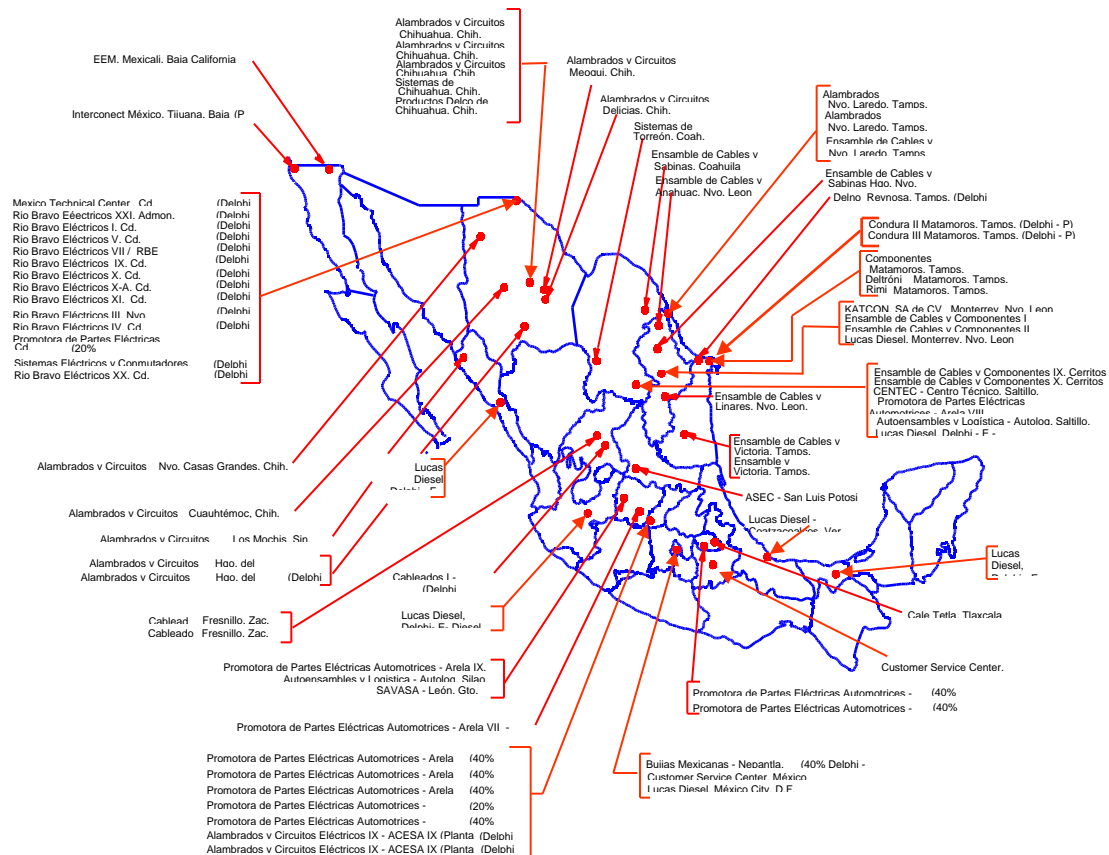 Alambrados v Circuitos
Chihuahua. Chih.
Alambrados v Circuitos
Chihuahua. Chih.
Alambrados v Circuitos
Chihuahua. Chih.
Sistemas de
Chihuahua. Chih.
Productos Delco de
Chihuahua. Chih.
EEM. Mexicali. Baia California
Interconect México. Tiiuana. Baia (P
Alambrados v Circuitos
Meoqui. Chih.
Alambrados v Circuitos
Delicias. Chih.
Sistemas de
Torreón. Coah.
Ensamble de Cables v
Sabinas. Coahuila
Ensamble de Cables v
Anahuac. Nvo. Leon
Alambrados
Nvo. Laredo. Tamps.
Alambrados
Nvo. Laredo. Tamps.
Ensamble de Cables v
Nvo. Laredo. Tamps.
Ensamble de Cables v
Sabinas Hgo. Nvo.
Delno Reynosa. Tamps. (Delphi
Condura II Matamoros. Tamps. (Delphi - P)
Condura III Matamoros. Tamps. (Delphi - P)
Componentes
Matamoros. Tamps.
Deltróni Matamoros. Tamps.
Rimi Matamoros. Tamps.
KATCON, SA de CV. Monterrey. Nvo. Leon
Ensamble de Cables v Componentes I
Ensamble de Cables v Componentes II
Lucas Diesel. Monterrey. Nvo. Leon
Ensamble de Cables v Componentes IX. Cerritos
Ensamble de Cables v Componentes X. Cerritos
CENTEC - Centro Técnico. Saltillo.
Promotora de Partes Eléctricas
Automotrices - Arela VIII
Autoensambles y Logística - Autolog. Saltillo.
Lucas Diesel. Delphi - E -
Mexico Technical Center . Cd. (Delphi
Rio Bravo Eéectricos XXI. Admon. (Delphi
Rio Bravo Eléctricos I. Cd. (Delphi
Rio Bravo Eléctricos V. Cd. (Delphi
Rio Bravo Eléctricos VII / RBE (Delphi
Rio Bravo Eléctricos IX. Cd. (Delphi
Rio Bravo Eléctricos X. Cd. (Delphi
Rio Bravo Eléctricos X-A. Cd. (Delphi
Rio Bravo Eléctricos XI. Cd. (Delphi
Rio Bravo Eléctricos III. Nvo. (Delphi
Rio Bravo Eléctricos IV. Cd. (Delphi
Promotora de Partes Eléctricas
Cd. (20%
Sistemas Eléctricos y Conmutadores. (Delphi
Rio Bravo Eléctricos XX. Cd. (Delphi
Ensamble de Cables v
Linares. Nvo. Leon.
Ensamble de Cables v
Victoria. Tamps.
Ensamble v
Victoria. Tamps.
ASEC - San Luis Potosi
Lucas Diesel -
Coatzacoalcos. Ver.
Lucas
Diesel,
Delphi- E
Cale Tetla. Tlaxcala
Customer Service Center.
Alambrados v Circuitos Nvo. Casas Grandes. Chih.
Lucas
Diesel
Delphi - E
Alambrados v Circuitos Cuauhtémoc, Chih.
Alambrados v Circuitos Los Mochis. Sin.
Alambrados v Circuitos Hgo. del
Alambrados v Circuitos Hgo. del (Delphi
Cableados I -
(Delphi
Cablead Fresnillo. Zac.
Cableado Fresnillo. Zac.
Lucas Diesel,
Delphi- E- Diesel
Promotora de Partes Eléctricas Automotrices - Arela IX.
Autoensambles y Logistica - Autolog. Silao.
SAVASA - León. Gto.
Promotora de Partes Eléctricas Automotrices - (40%
Promotora de Partes Eléctricas Automotrices - (40%
Promotora de Partes Eléctricas Automotrices - Arela VII -
Promotora de Partes Eléctricas Automotrices - Arela (40%
Promotora de Partes Eléctricas Automotrices - Arela (40%
Promotora de Partes Eléctricas Automotrices - Arela (40%
Promotora de Partes Eléctricas Automotrices - (20%
Promotora de Partes Eléctricas Automotrices - (40%
Alambrados v Circuitos Eléctricos IX - ACESA IX (Planta (Delphi
Alambrados v Circuitos Eléctricos IX - ACESA IX (Planta (Delphi
Bujias Mexicanas - Nepantla. (40% Delphi -
Customer Service Center. México
Lucas Diesel. México City. D.F.